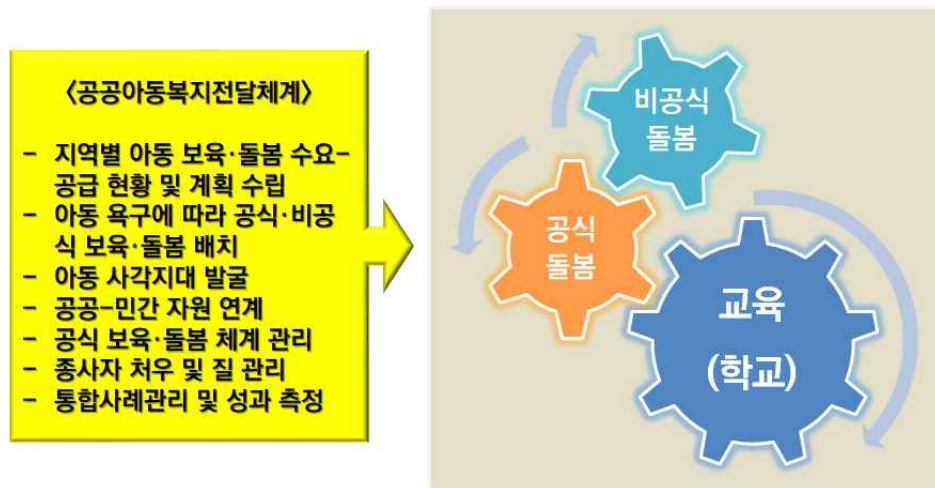 〈공공아동복지전달체계〉
- 지역별 아동 보육·돌봄 수요-
공급 현황 및 계획 수립
- 아동 욕구에 따라 공식·비공
식 보육·돌봄 배치
- 아동 사각지대 발굴
- 공공-민간 자원 연계
- 공식 보육·돌봄 체계 관리
- 종사자 처우 및 질 관리
- 통합사례관리 및 성과 측정
비공식
돌봄
공식
돌봄
교육
(학교)